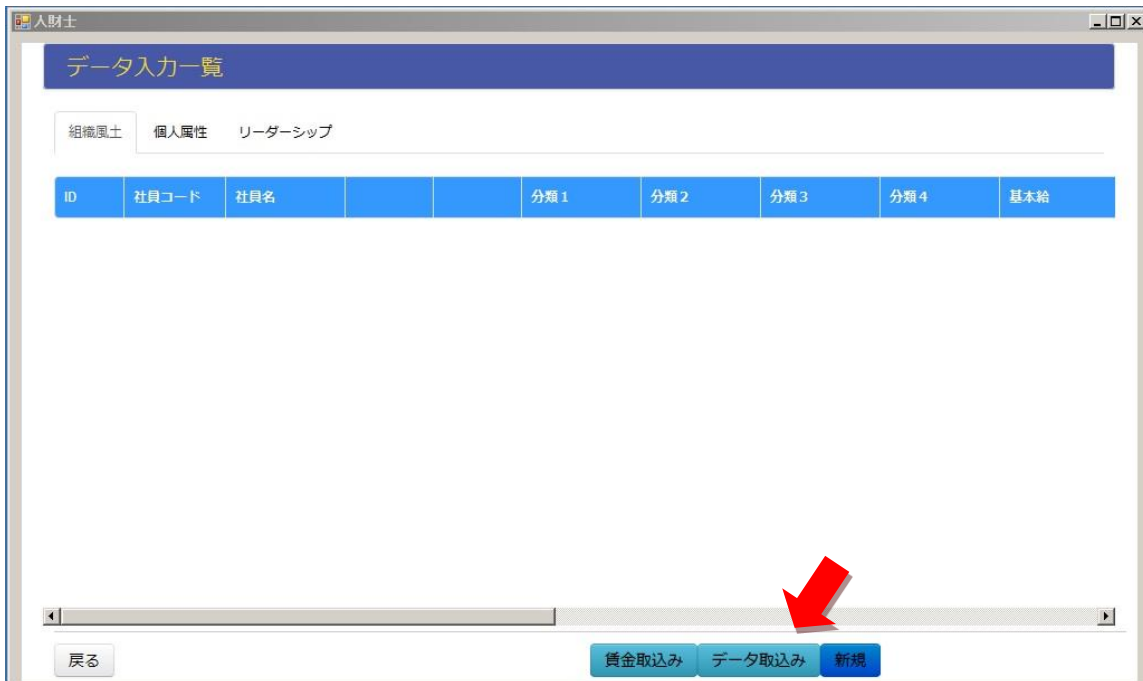 人財士
データ入力一覧
組織風土 個人属性 リーダーシップ
ID 社員コード 社員名 分類1 分類2 分類3 分類4 基本給
戻る 賃金取込み データ取込み 新規